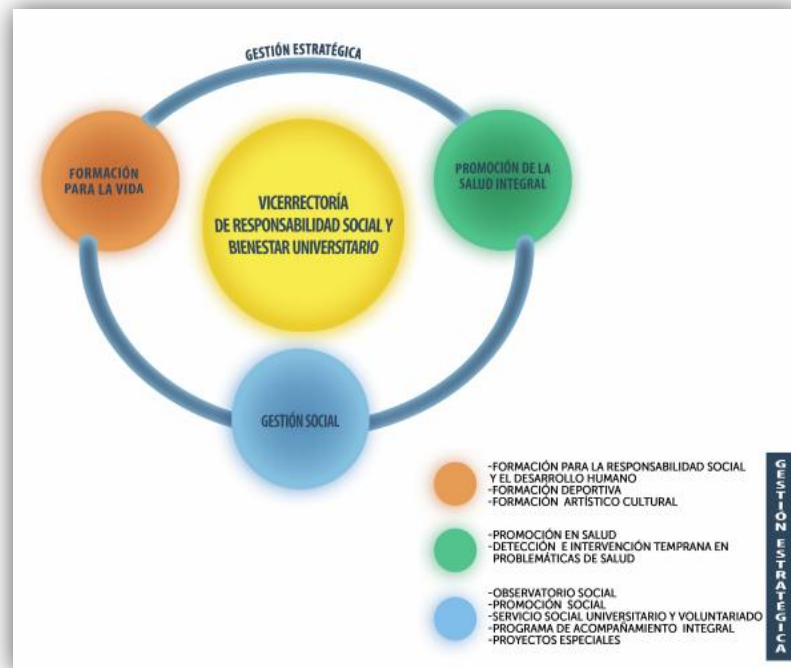 GESTIÓN ESTRATÉGICA
FORMACIÓN
PARA LA VIDA
PROMOCIÓN DE LA
SALUD INTEGRAL
VICERRECTORÍA
DE RESPONSABILIDAD SOCIAL Y
BIENESTAR UNIVERSITARIO
GESTIÓN SOCIAL
-FORMACIÓN PARA LA RESPONSABILIDAD SOCIAL
Y EL DESARROLLO HUMANO
-FORMACIÓN DEPORTIVA
-FORMACIÓN ARTÍSTICO CULTURAL
-PROMOCIÓN EN SALUD
-DETECCIÓN E INTERVENCIÓN TEMPRANA EN
PROBLEMÁTICAS DE SALUD
-OBSERVATORIO SOCIAL
-PROMOCIÓN SOCIAL
-SERVICIO SOCIAL UNIVERSITARIO Y VOLUNTARIADO
-PROGRAMA DE ACOMPAÑAMIENTO INTEGRAL
-PROYECTOS ESPECIALES
GESTIÓN ESTRATÉGICA